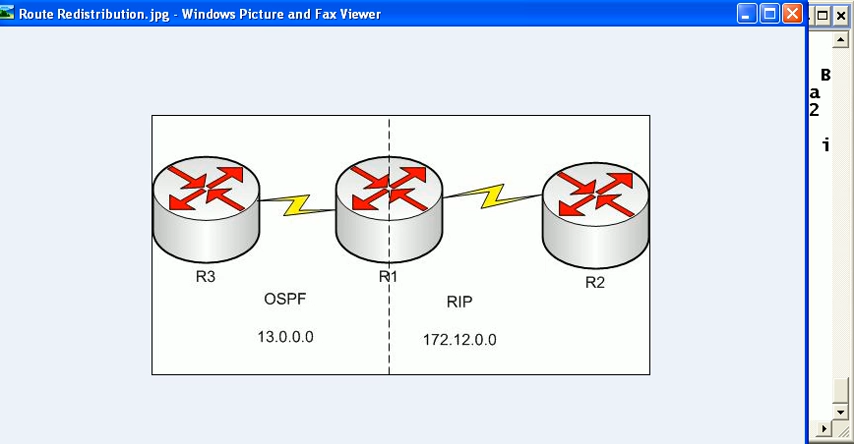 Route Redistribution.jpg - Windows Picture and Fax Viewer
B
a
2
i
R3
R1
R2
OSPF
RIP
13.0.0.0
172.12.0.0